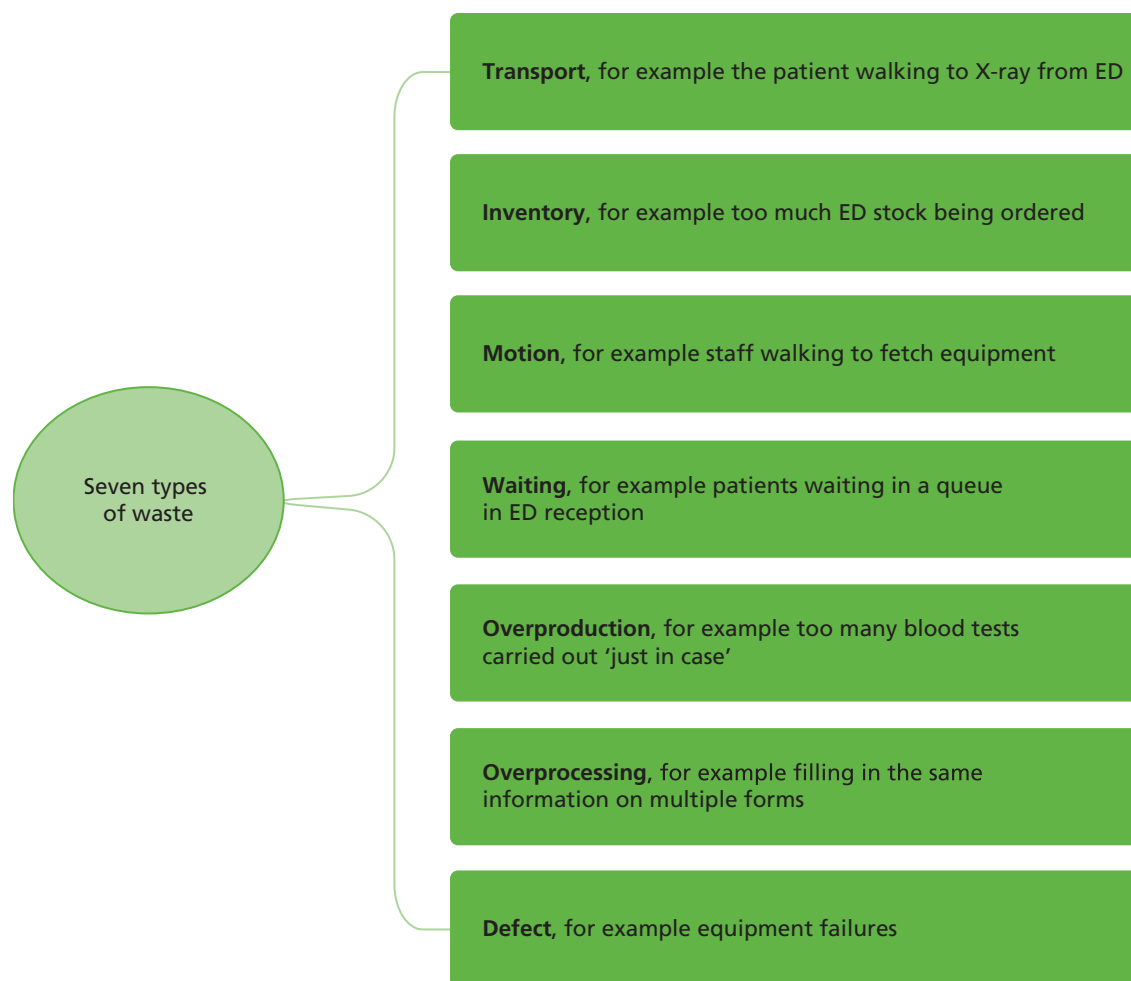 Transport, for example the patient walking to X-ray from ED
Inventory, for example too much ED stock being ordered
Motion, for example staff walking to fetch equipment
Seven types
of waste
Waiting, for example patients waiting in a queue
in ED reception
Overproduction, for example too many blood tests
carried out ‘just in case’
Overprocessing, for example filling in the same
information on multiple forms
Defect, for example equipment failures